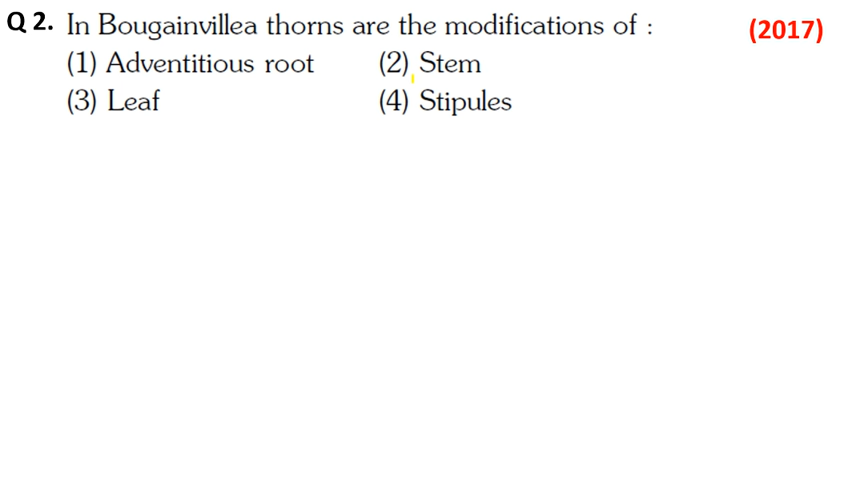 Q 2. In Bougainvillea thorns are the modifications of : (2017)
(1) Adventitious root (2) Stem
(3) Leaf (4) Stipules